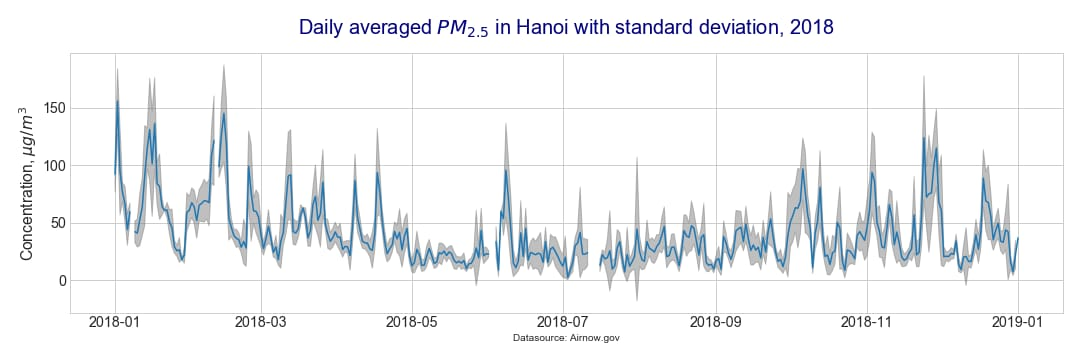 Daily averaged PM2.5 in Hanoi with standard deviation, 2018
Concentration, μg/m³
150
100
50
0
2018-01 2018-03 2018-05 2018-07 2018-09 2018-11 2019-01
Datasource: Airnow.gov